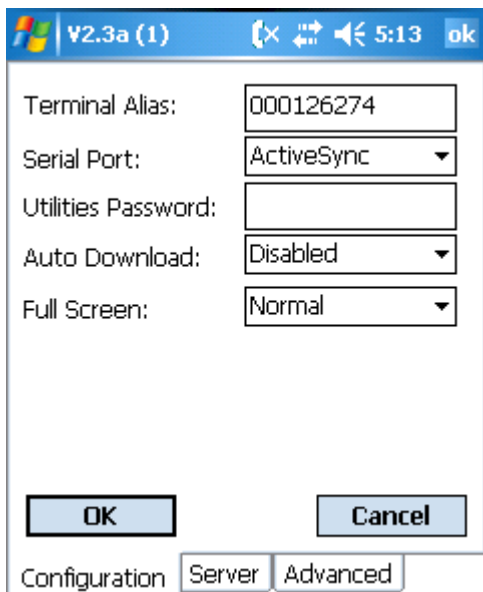 V2.3a (1) 5:13 ok
Terminal Alias: 000126274
Serial Port: ActiveSync
Utilities Password:
Auto Download: Disabled
Full Screen: Normal
OK Cancel
Configuration Server Advanced